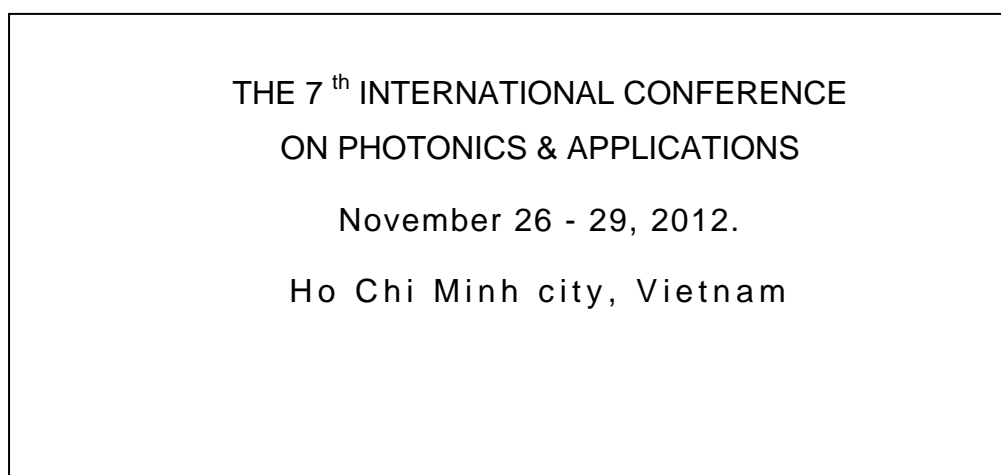 THE 7 th INTERNATIONAL CONFERENCE
ON PHOTONICS & APPLICATIONS
November 26 - 29, 2012.
Ho Chi Minh city, Vietnam